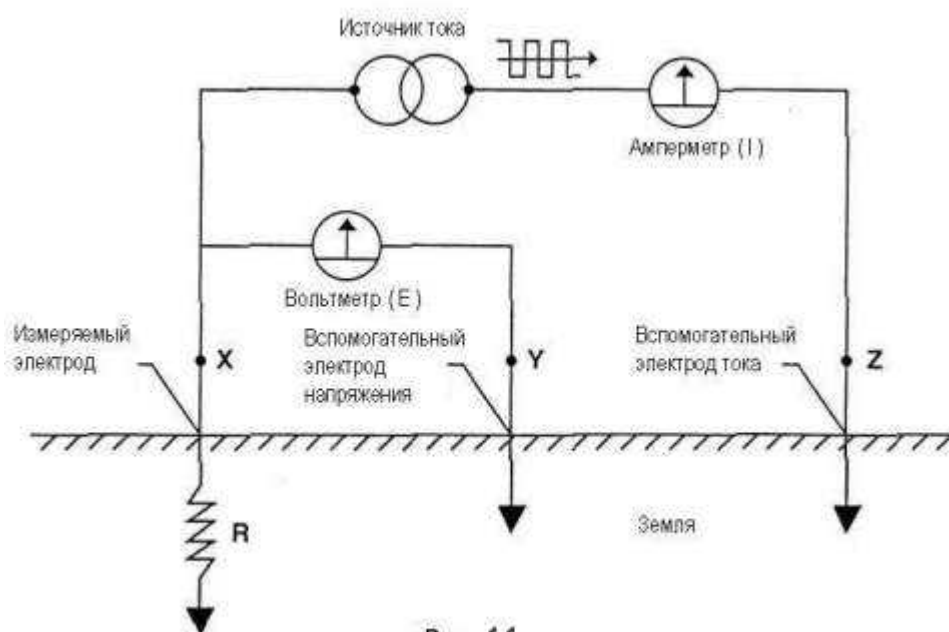 Источник тока
Амперметр ( I )
Вольтметр ( E )
Измеряемый
электрод
X
Вспомогательный
электрод
напряжения
Y
Вспомогательный
электрод тока
Z
R
Земля